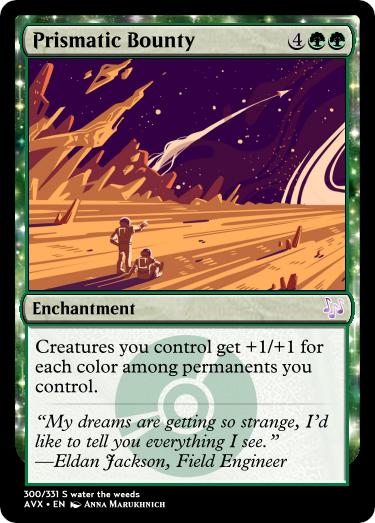 Prismatic Bounty 4
Enchantment
Creatures you control get +1/+1 for
each color among permanents you
control.
“My dreams are getting so strange, I’d
like to tell you everything I see.”
—Eldan Jackson, Field Engineer
300/331 S water the weeds
AVX • EN Anna Marukhnich